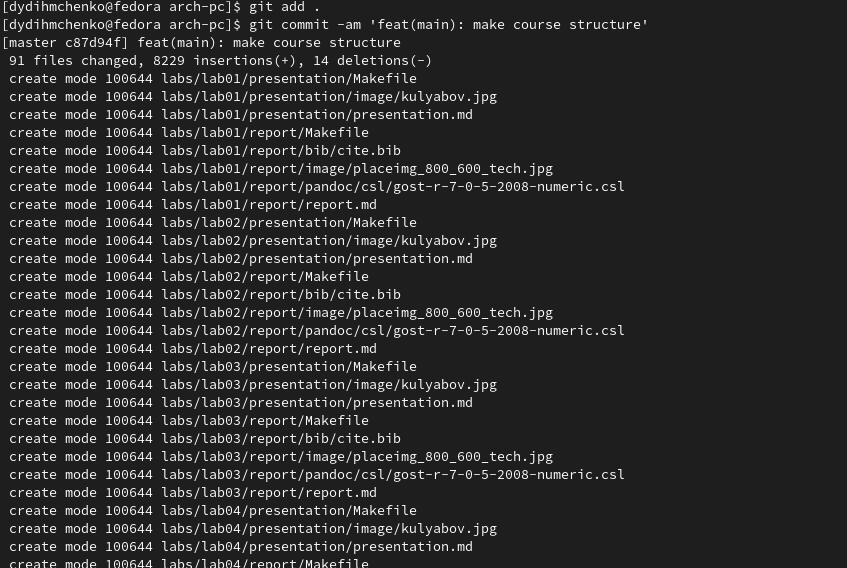 [dydihmchenko@fedora arch-pc]$ git add .
[dydihmchenko@fedora arch-pc]$ git commit -am 'feat(main): make course structure'
[master c87d94f] feat(main): make course structure
 91 files changed, 8229 insertions(+), 14 deletions(-)
 create mode 100644 labs/lab01/presentation/Makefile
 create mode 100644 labs/lab01/presentation/image/kulyabov.jpg
 create mode 100644 labs/lab01/presentation/presentation.md
 create mode 100644 labs/lab01/report/Makefile
 create mode 100644 labs/lab01/report/bib/cite.bib
 create mode 100644 labs/lab01/report/image/placeimg_800_600_tech.jpg
 create mode 100644 labs/lab01/report/pandoc/csl/gost-r-7-0-5-2008-numeric.csl
 create mode 100644 labs/lab01/report/report.md
 create mode 100644 labs/lab02/presentation/Makefile
 create mode 100644 labs/lab02/presentation/image/kulyabov.jpg
 create mode 100644 labs/lab02/presentation/presentation.md
 create mode 100644 labs/lab02/report/Makefile
 create mode 100644 labs/lab02/report/bib/cite.bib
 create mode 100644 labs/lab02/report/image/placeimg_800_600_tech.jpg
 create mode 100644 labs/lab02/report/pandoc/csl/gost-r-7-0-5-2008-numeric.csl
 create mode 100644 labs/lab02/report/report.md
 create mode 100644 labs/lab03/presentation/Makefile
 create mode 100644 labs/lab03/presentation/image/kulyabov.jpg
 create mode 100644 labs/lab03/presentation/presentation.md
 create mode 100644 labs/lab03/report/Makefile
 create mode 100644 labs/lab03/report/bib/cite.bib
 create mode 100644 labs/lab03/report/image/placeimg_800_600_tech.jpg
 create mode 100644 labs/lab03/report/pandoc/csl/gost-r-7-0-5-2008-numeric.csl
 create mode 100644 labs/lab03/report/report.md
 create mode 100644 labs/lab04/presentation/Makefile
 create mode 100644 labs/lab04/presentation/image/kulyabov.jpg
 create mode 100644 labs/lab04/presentation/presentation.md
 create mode 100644 labs/lab04/report/Makefile